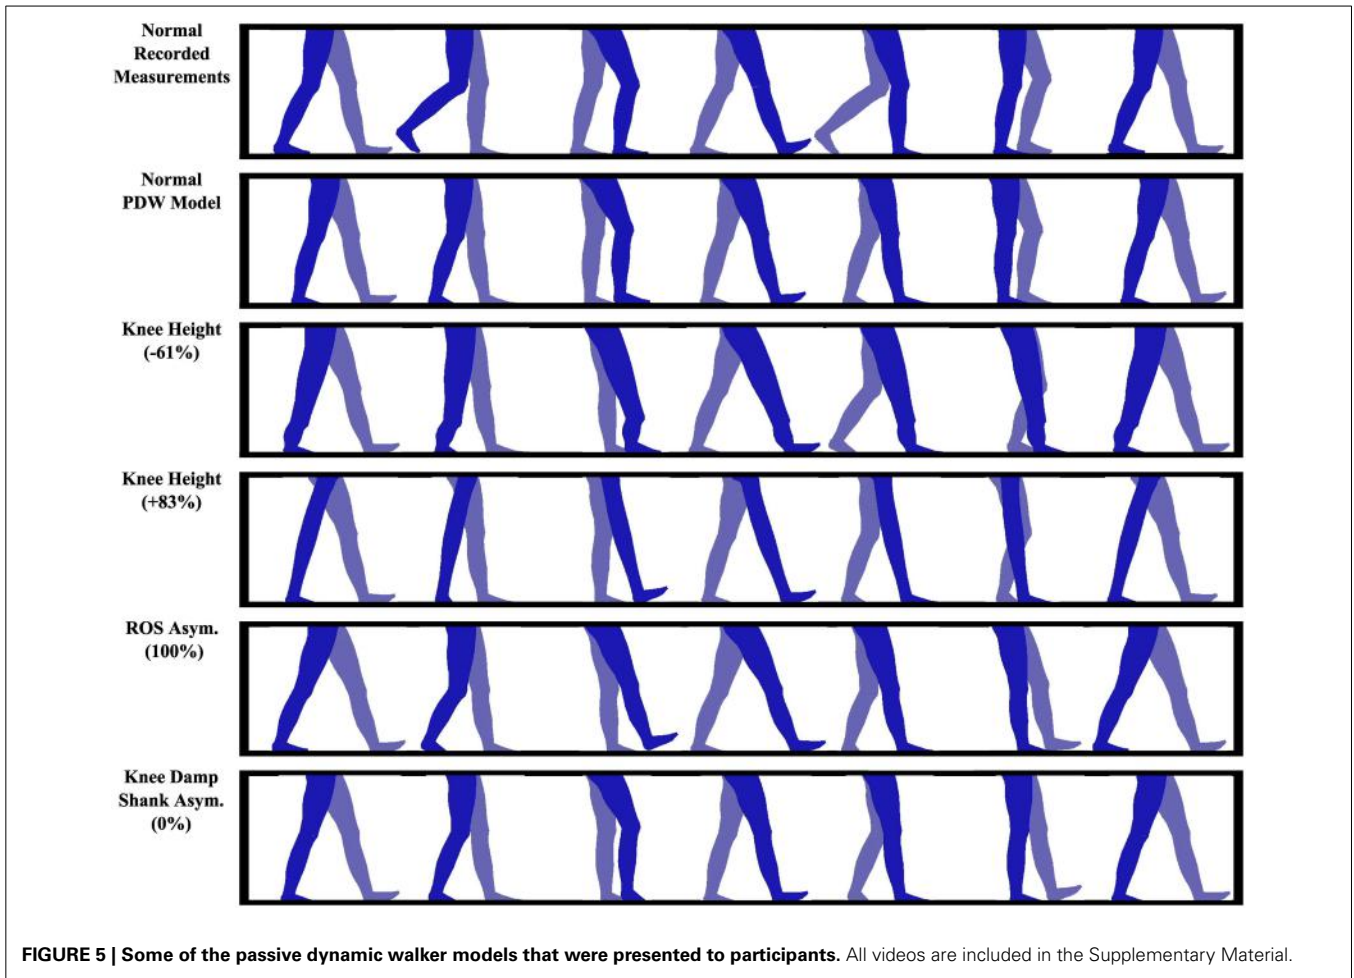 Normal
Recorded
Measurements
Normal
PDW Model
Knee Height
(-61%)
Knee Height
(+83%)
ROS Asym.
(100%)
Knee Damp
Shank Asym.
(0%)
FIGURE 5 | Some of the passive dynamic walker models that were presented to participants. All videos are included in the Supplementary Material.